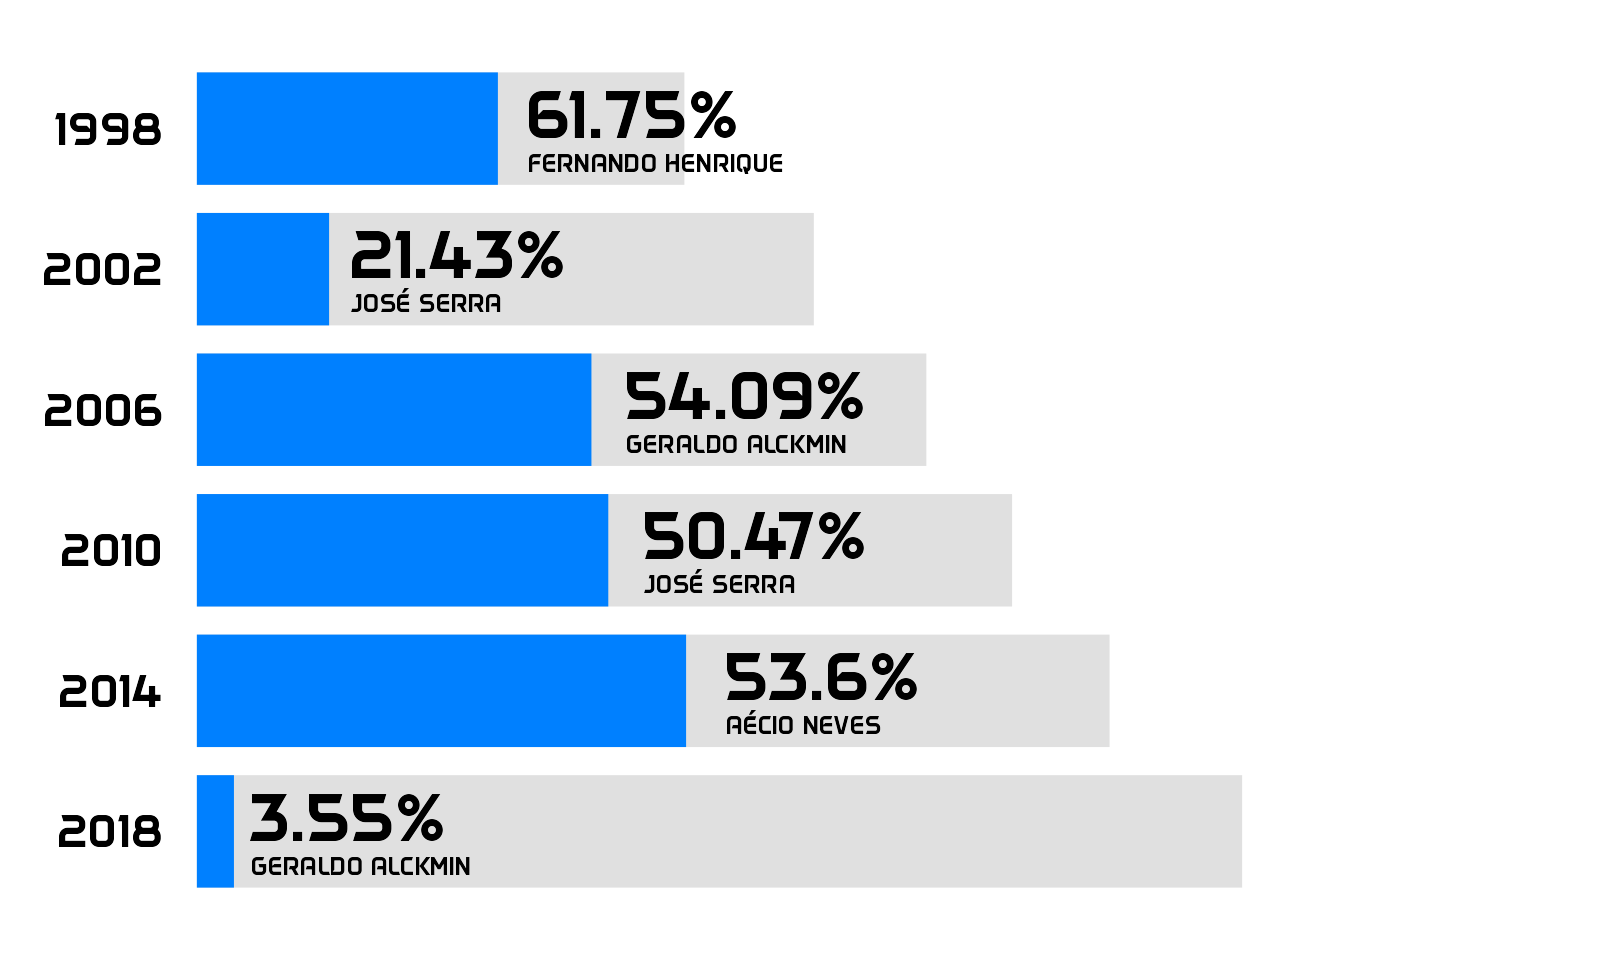 1998
61.75%
FERNANDO HENRIQUE
2002
21.43%
JOSÉ SERRA
2006
54.09%
GERALDO ALCKMIN
2010
50.47%
JOSÉ SERRA
2014
53.6%
AÉCIO NEVES
2018
3.55%
GERALDO ALCKMIN